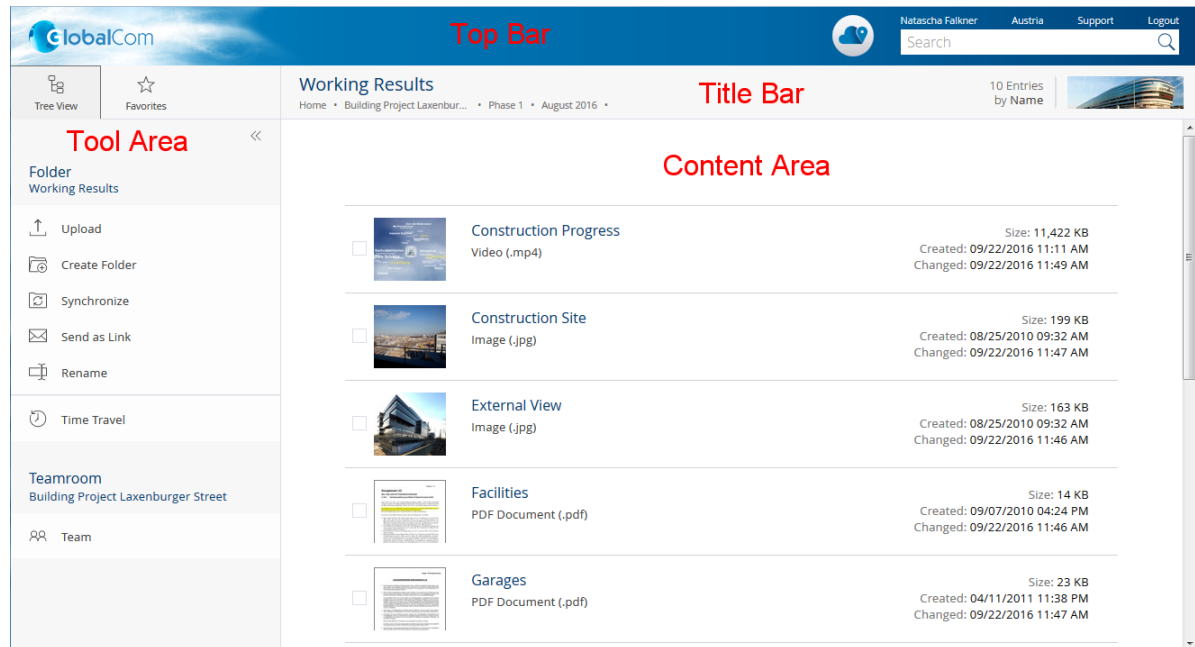 GlobalCom
Top Bar
Natascha Falkner Austria Support Logout
Search
Tree View
Favorites
Working Results
Home • Building Project Laxenbur... • Phase 1 • August 2016 •
Title Bar
10 Entries
by Name
Tool Area
Folder
Working Results
Upload
Create Folder
Synchronize
Send as Link
Rename
Time Travel
Teamroom
Building Project Laxenburger Street
Team
Content Area
Construction Progress
Video (.mp4)
Size: 11,422 KB
Created: 09/22/2016 11:11 AM
Changed: 09/22/2016 11:49 AM
Construction Site
Image (.jpg)
Size: 199 KB
Created: 08/25/2010 09:32 AM
Changed: 09/22/2016 11:47 AM
External View
Image (.jpg)
Size: 163 KB
Created: 08/25/2010 09:32 AM
Changed: 09/22/2016 11:46 AM
Facilities
PDF Document (.pdf)
Size: 14 KB
Created: 09/07/2010 04:24 PM
Changed: 09/22/2016 11:46 AM
Garages
PDF Document (.pdf)
Size: 23 KB
Created: 04/11/2011 11:38 PM
Changed: 09/22/2016 11:47 AM